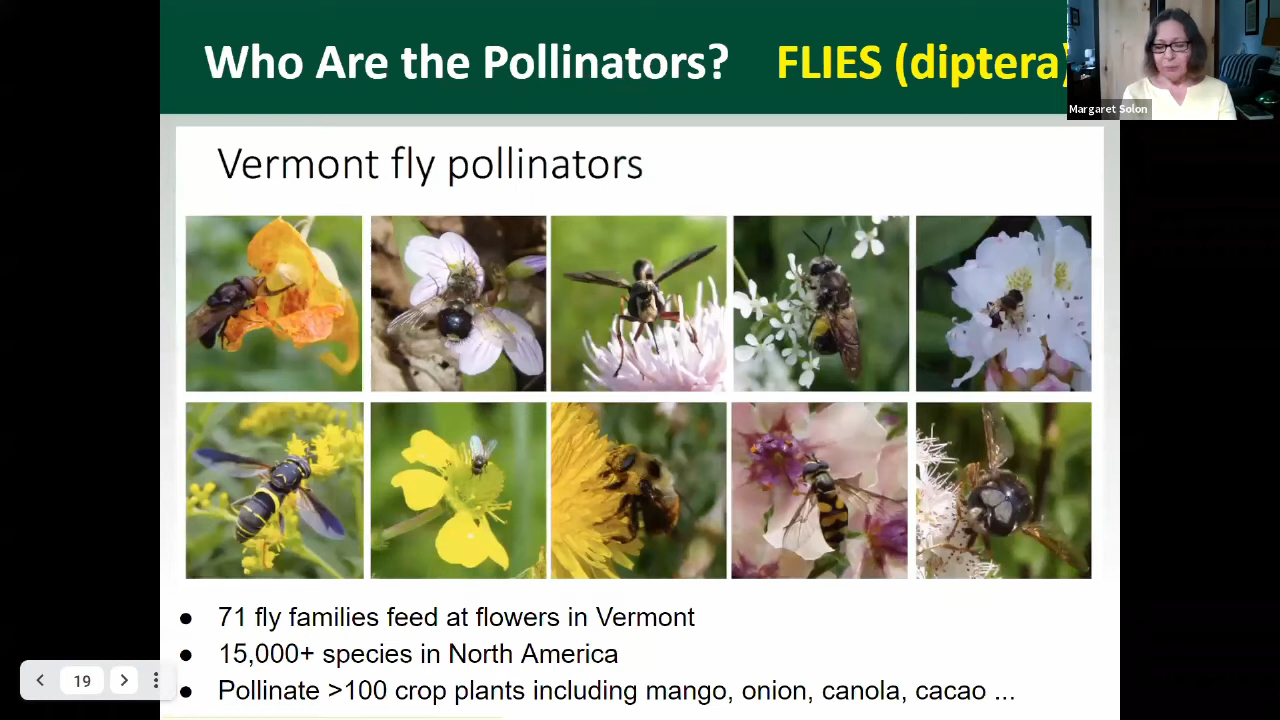 Who Are the Pollinators? FLIES (diptera)
Margaret Solon
Vermont fly pollinators
● 71 fly families feed at flowers in Vermont
● 15,000+ species in North America
● Pollinate >100 crop plants including mango, onion, canola, cacao ...
19